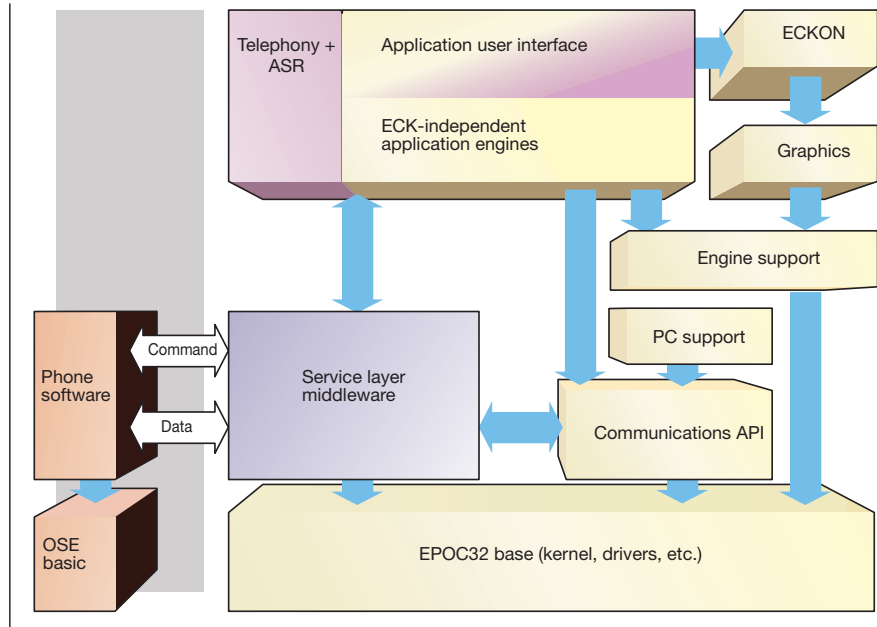 Telephony +
ASR
Application user interface
ECKON
ECK-independent
application engines
Graphics
Engine support
PC support
Phone
software
Command
Data
Service layer
middleware
Communications API
OSE
basic
EPOC32 base (kernel, drivers, etc.)